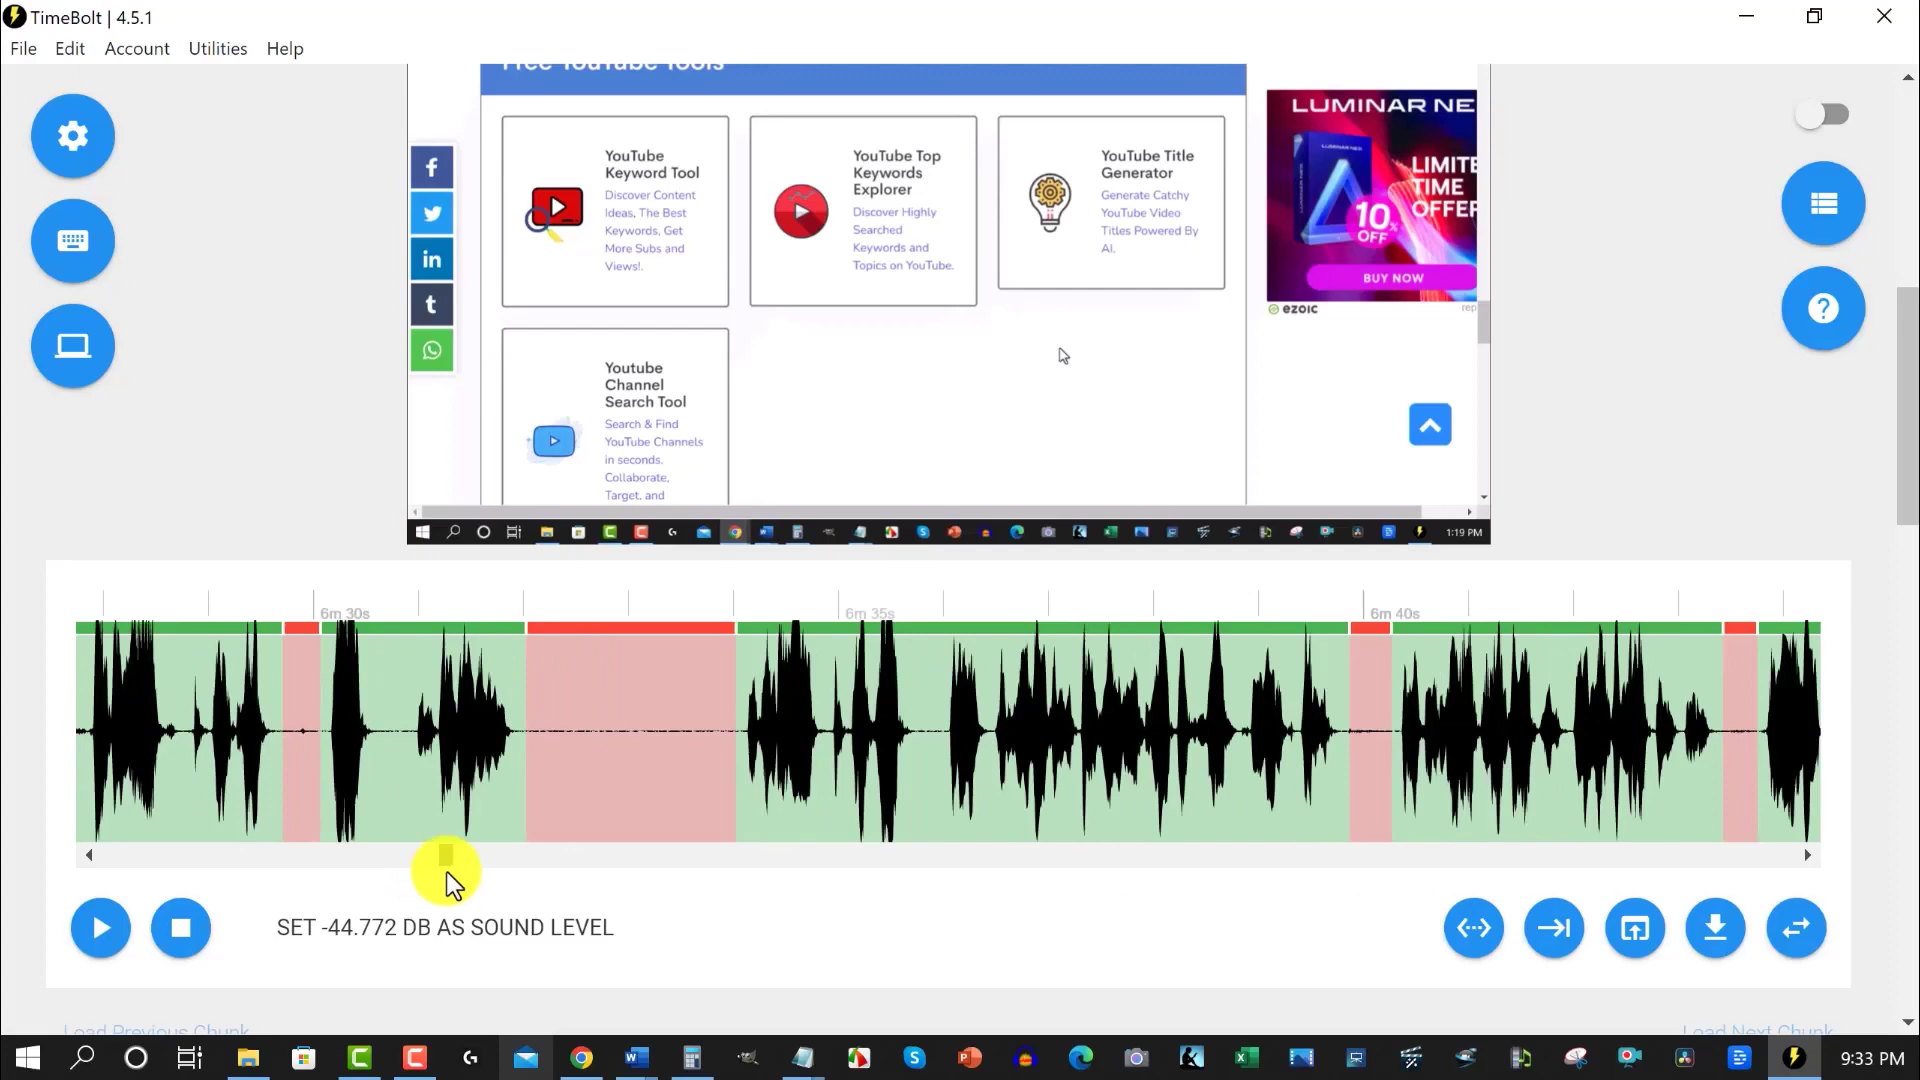 TimeBolt | 4.5.1
File Edit Account Utilities Help
Free YouTube Tools
YouTube
Keyword Tool
Discover Content
Ideas, The Best
Keywords, Get
More Subs and
Views!.
YouTube Top
Keywords
Explorer
Discover Highly
Searched
Keywords and
Topics on YouTube.
YouTube Title
Generator
Generate Catchy
YouTube Video
Titles Powered By
AI.
Youtube
Channel
Search Tool
Search & Find
YouTube Channels
in seconds.
Collaborate,
Target, and
LUMINAR NE
LIMITE
TIME
OFFER
10%
OFF
BUY NOW
ezoic
rep
1:19 PM
6m 30s
6m 35s
6m 40s
SET -44.772 DB AS SOUND LEVEL
Load Previous Chunk
Load Next Chunk
9:33 PM